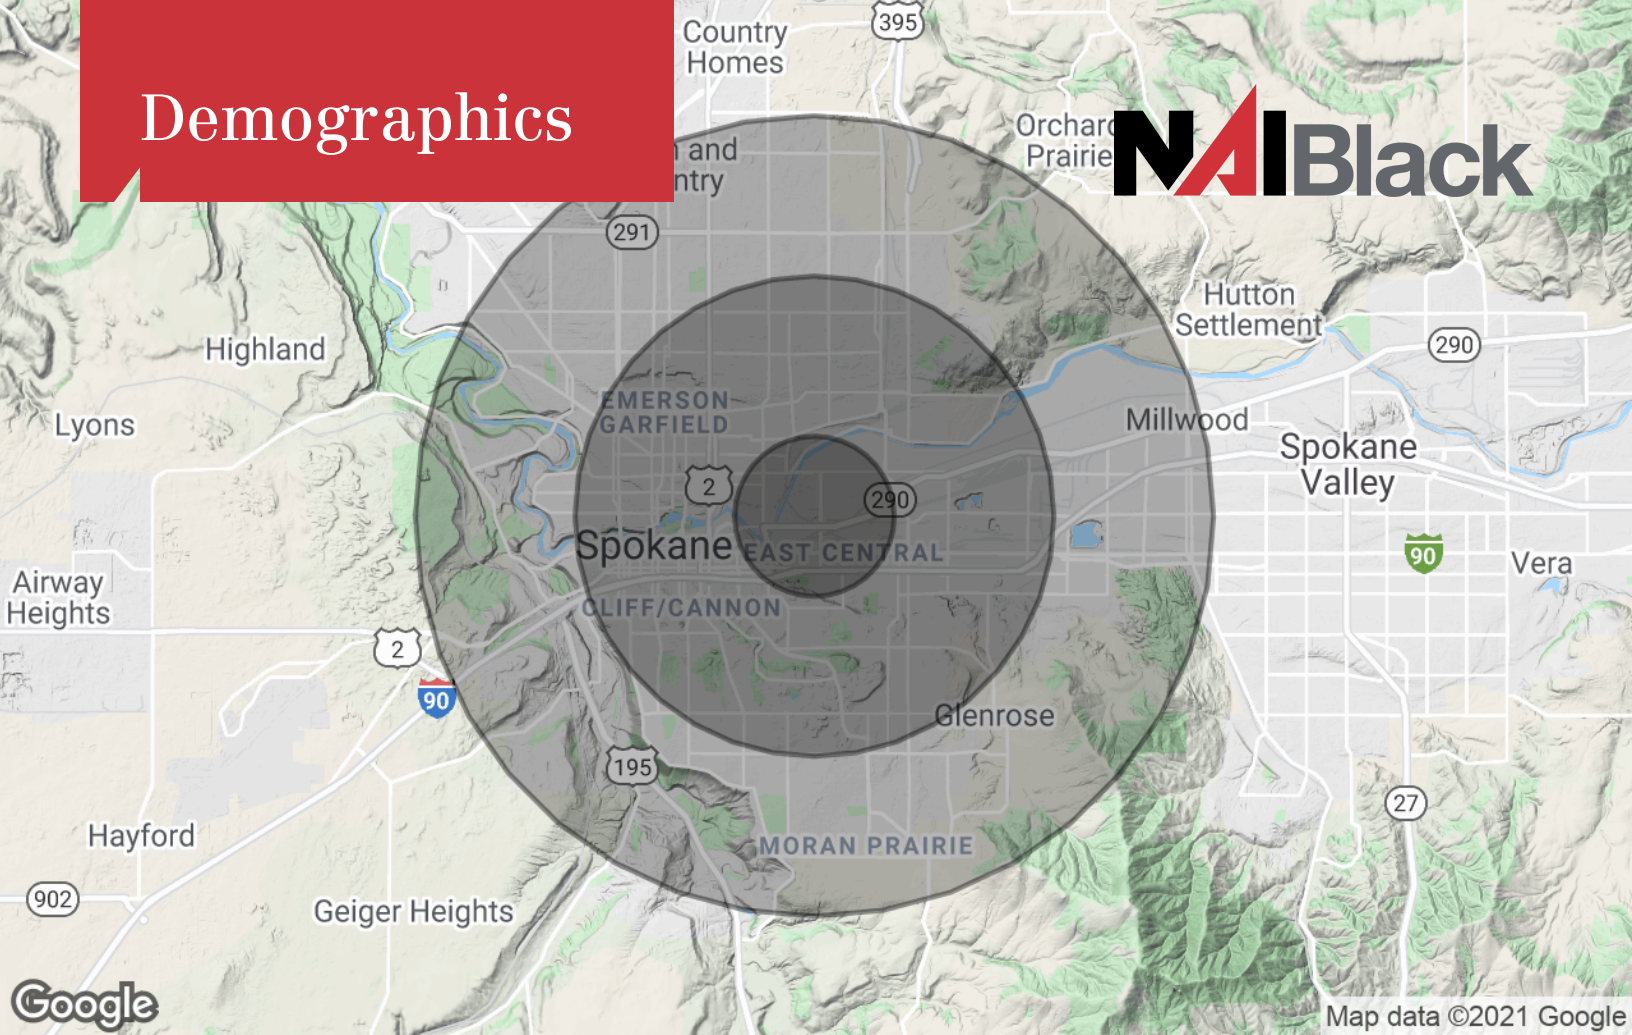 Demographics
NAIBlack
395
Country
Homes
Orchard
Prairie
and
291
Hutton
Settlement
290
Highland
Lyons
EMERSON
GARFIELD
Millwood
Spokane
Valley
2
290
Spokane
EAST CENTRAL
90
Vera
Airway
Heights
CLIFF/CANNON
2
90
Glenrose
195
27
Hayford
MORAN PRAIRIE
902
Geiger Heights
Google
Map data ©2021 Google